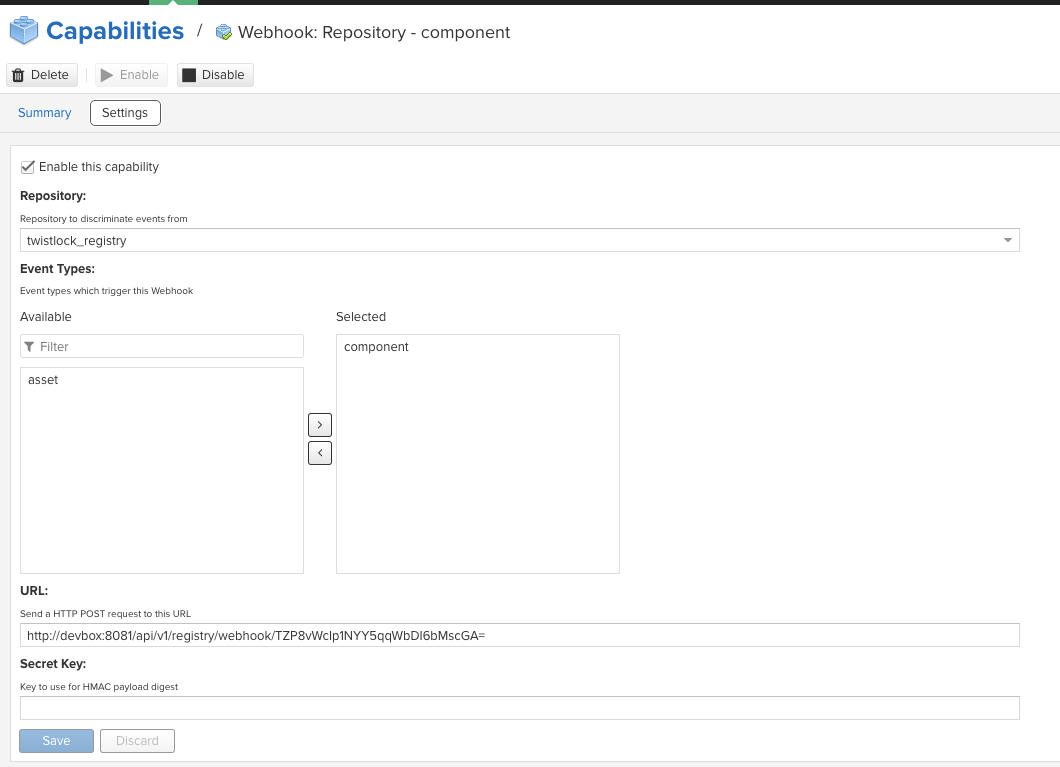 Capabilities / Webhook: Repository - component
Delete Enable Disable
Summary Settings
Enable this capability
Repository:
Repository to discriminate events from
twistlock_registry
Event Types:
Event types which trigger this Webhook
Available Selected
Filter component
asset
>
<
URL:
Send a HTTP POST request to this URL
http://devbox:8081/api/v1/registry/webhook/TZP8vWcIp1NYY5qqWbDI6bMscGA=
Secret Key:
Key to use for HMAC payload digest
Save Discard